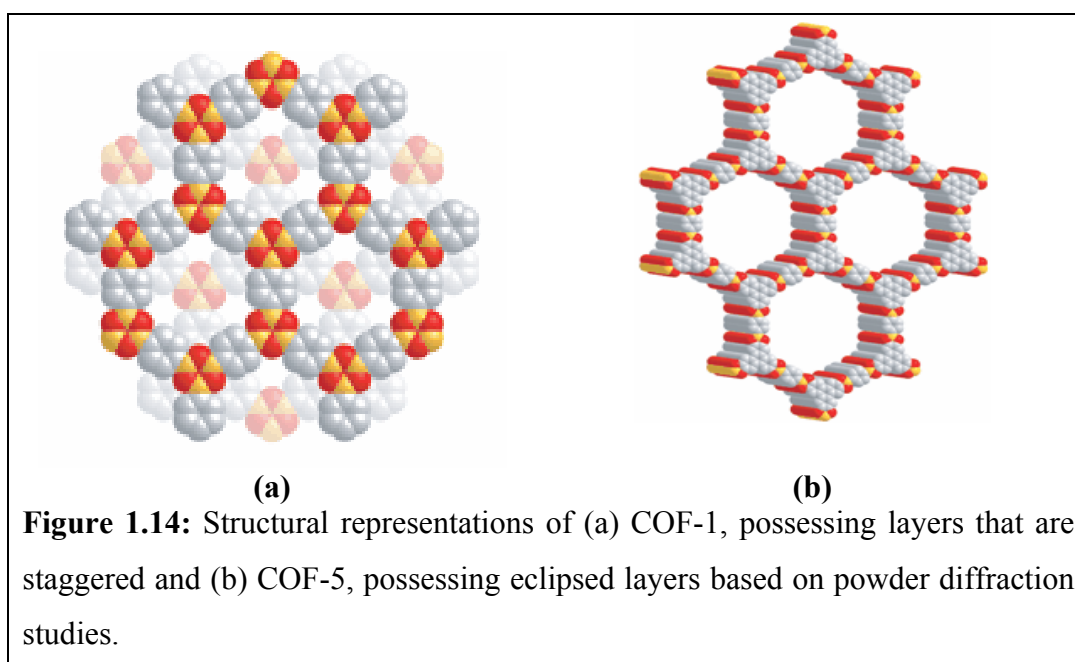 (a)
(b)
Figure 1.14: Structural representations of (a) COF-1, possessing layers that are
staggered and (b) COF-5, possessing eclipsed layers based on powder diffraction
studies.